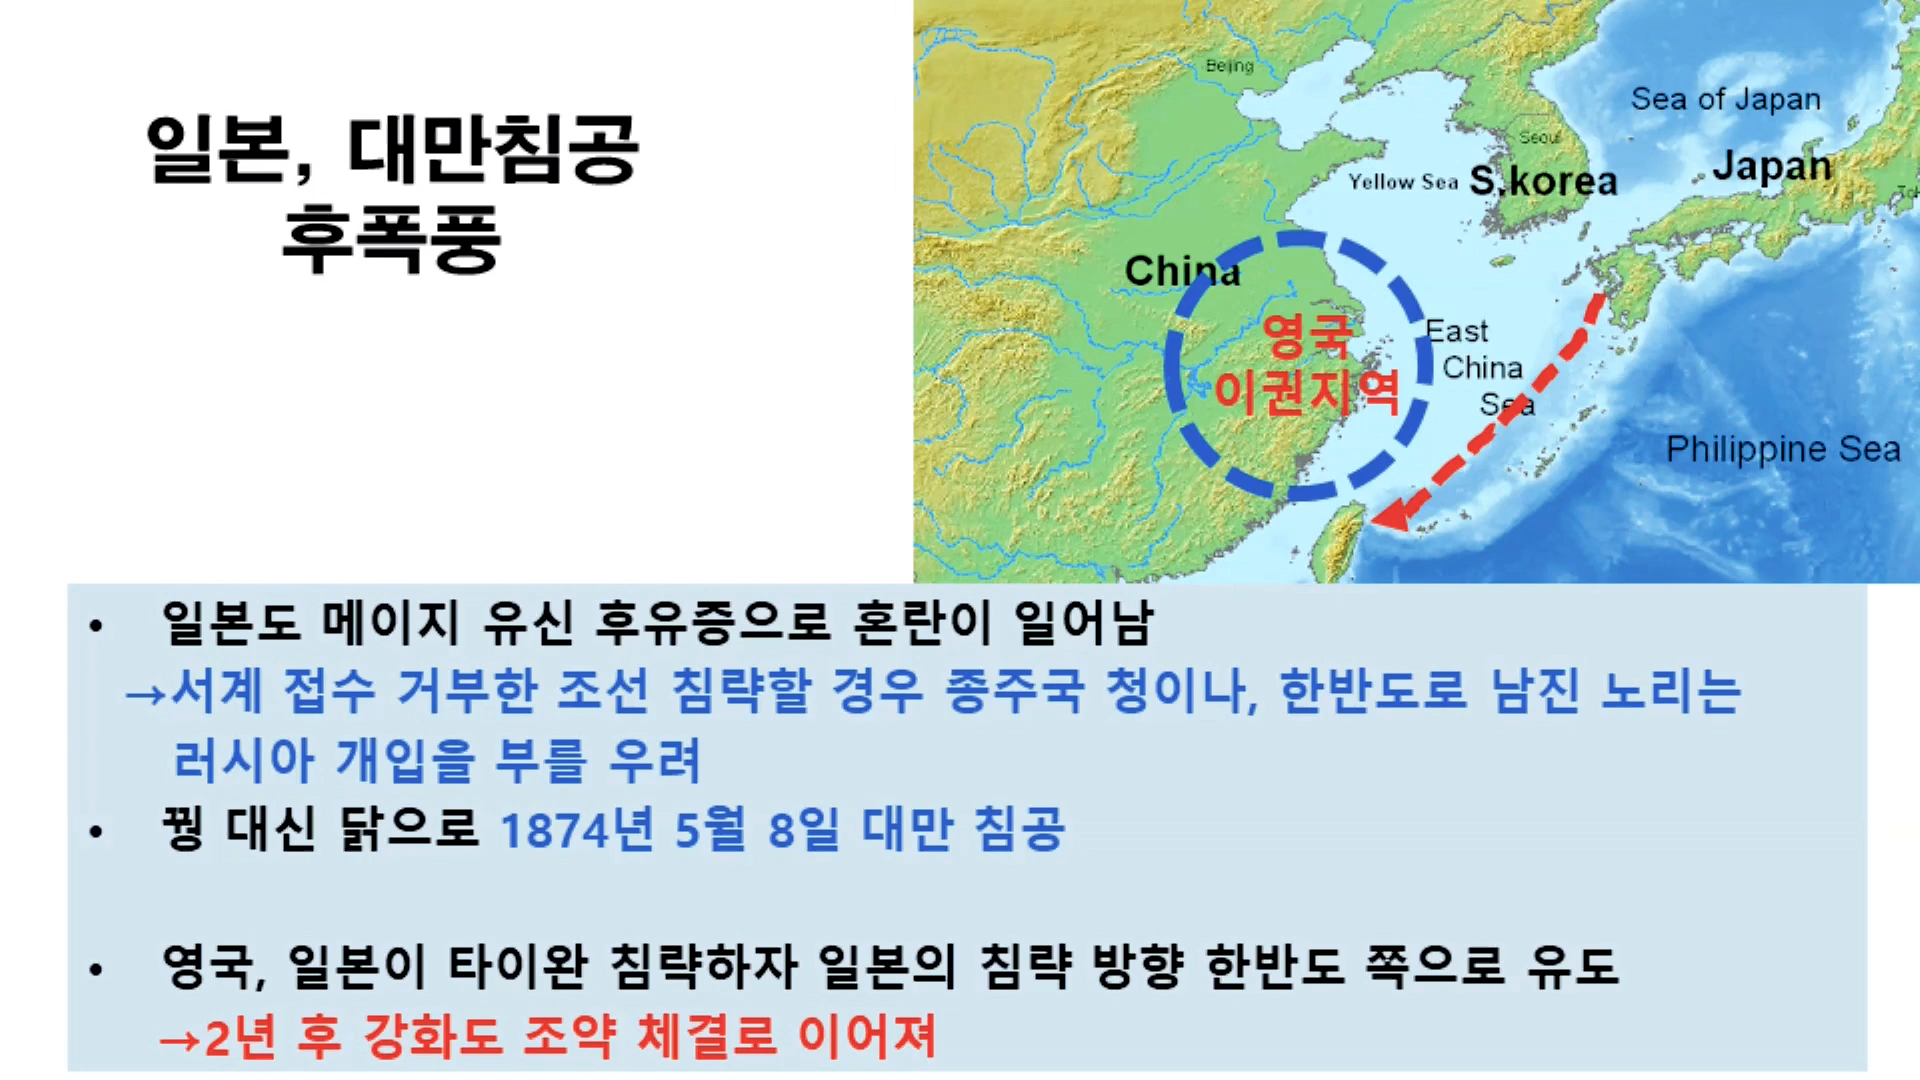 일본, 대만침공
후폭풍
Beijing
Sea of Japan
Seoul
Japan
Yellow Sea
S.korea
China
영국
이권지역
East
China
Sea
Philippine Sea
• 일본도 메이지 유신 후유증으로 혼란이 일어남
→서계 접수 거부한 조선 침략할 경우 종주국 청이나, 한반도로 남진 노리는
러시아 개입을 부를 우려
• 꿩 대신 닭으로 1874년 5월 8일 대만 침공
• 영국, 일본이 타이완 침략하자 일본의 침략 방향 한반도 쪽으로 유도
→2년 후 강화도 조약 체결로 이어져